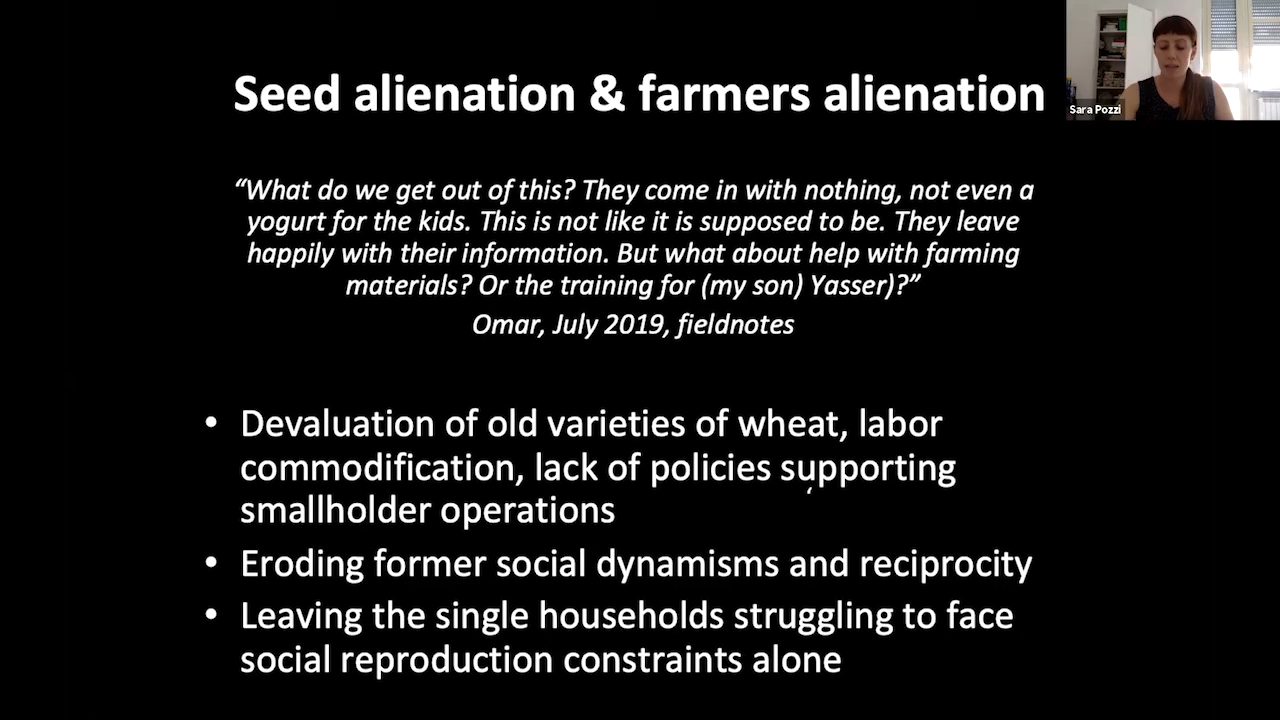 Seed alienation & farmers alienation
Sara Pozzi
“What do we get out of this? They come in with nothing, not even a
yogurt for the kids. This is not like it is supposed to be. They leave
happily with their information. But what about help with farming
materials? Or the training for (my son) Yasser)?”
Omar, July 2019, fieldnotes
• Devaluation of old varieties of wheat, labor
commodification, lack of policies supporting
smallholder operations
• Eroding former social dynamisms and reciprocity
• Leaving the single households struggling to face
social reproduction constraints alone